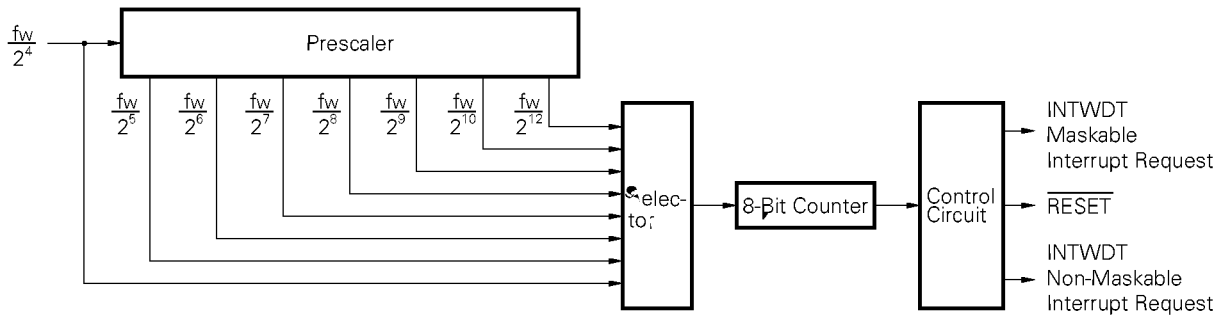 fw/2⁴
Prescaler
fw/2⁵ fw/2⁶ fw/2⁷ fw/2⁸ fw/2⁹ fw/2¹⁰ fw/2¹²
Selec-
tor
8-Bit Counter
Control
Circuit
INTWDT
Maskable
Interrupt Request
RESET
INTWDT
Non-Maskable
Interrupt Request